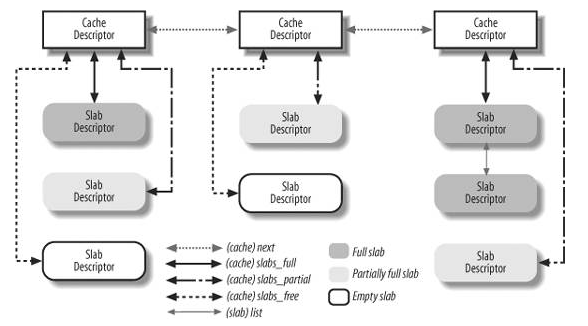 Cache
Descriptor
Cache
Descriptor
Cache
Descriptor
Slab
Descriptor
Slab
Descriptor
Slab
Descriptor
Slab
Descriptor
Slab
Descriptor
Slab
Descriptor
Slab
Descriptor
Slab
Descriptor
(cache) next
(cache) slabs_full
(cache) slabs_partial
(cache) slabs_free
(slab) list
Full slab
Partially full slab
Empty slab